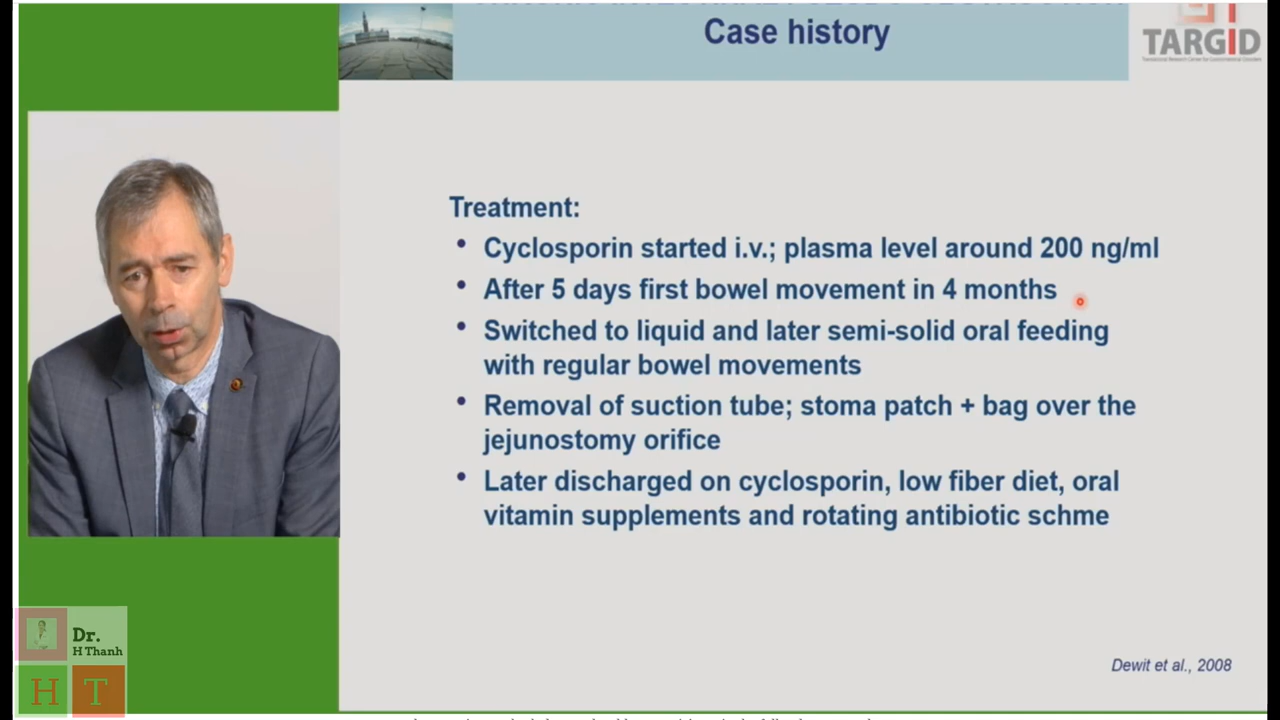 Case history
TARGID
Treatment:
• Cyclosporin started i.v.; plasma level around 200 ng/ml
• After 5 days first bowel movement in 4 months
• Switched to liquid and later semi-solid oral feeding
with regular bowel movements
• Removal of suction tube; stoma patch + bag over the
jejunostomy orifice
• Later discharged on cyclosporin, low fiber diet, oral
vitamin supplements and rotating antibiotic schme
Dewit et al., 2008
Dr.
H Thanh
H T